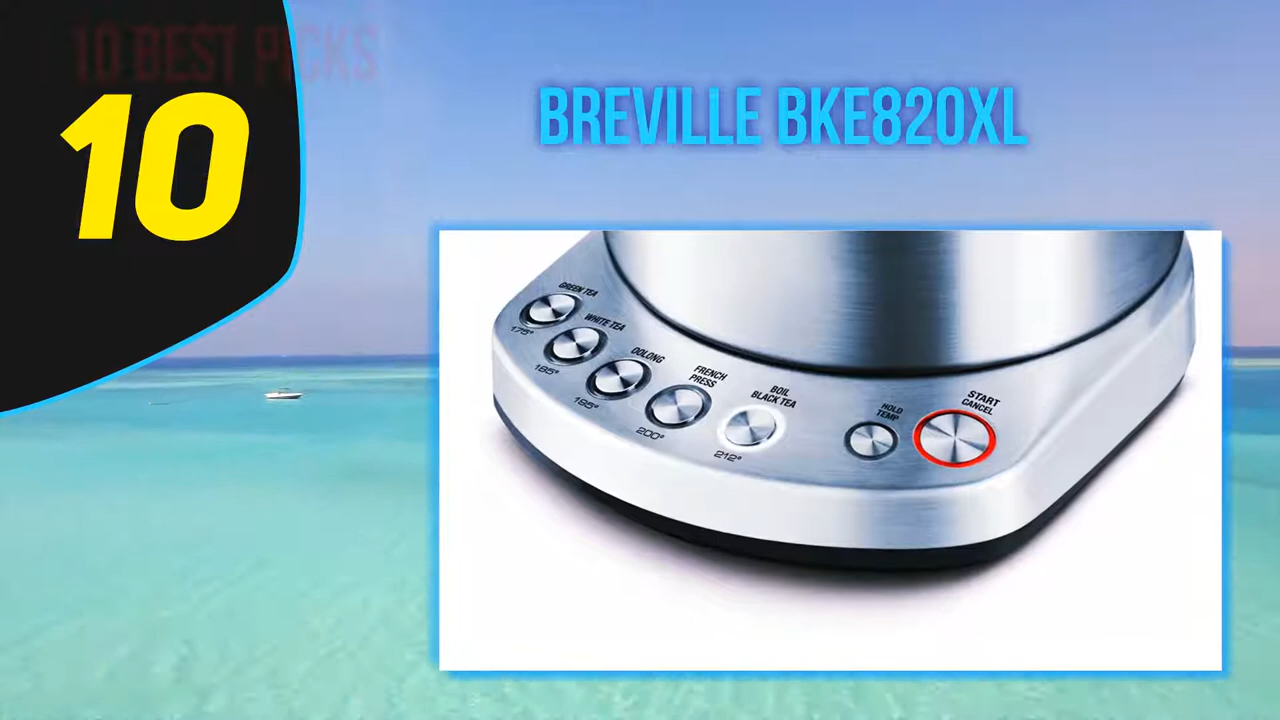 10 BEST PICKS
10
BREVILLE BKE820XL
GREEN TEA
175°
WHITE TEA
185°
OOLONG
195°
FRENCH
PRESS
200°
BOIL
BLACK TEA
212°
HOLD
TEMP
START
CANCEL